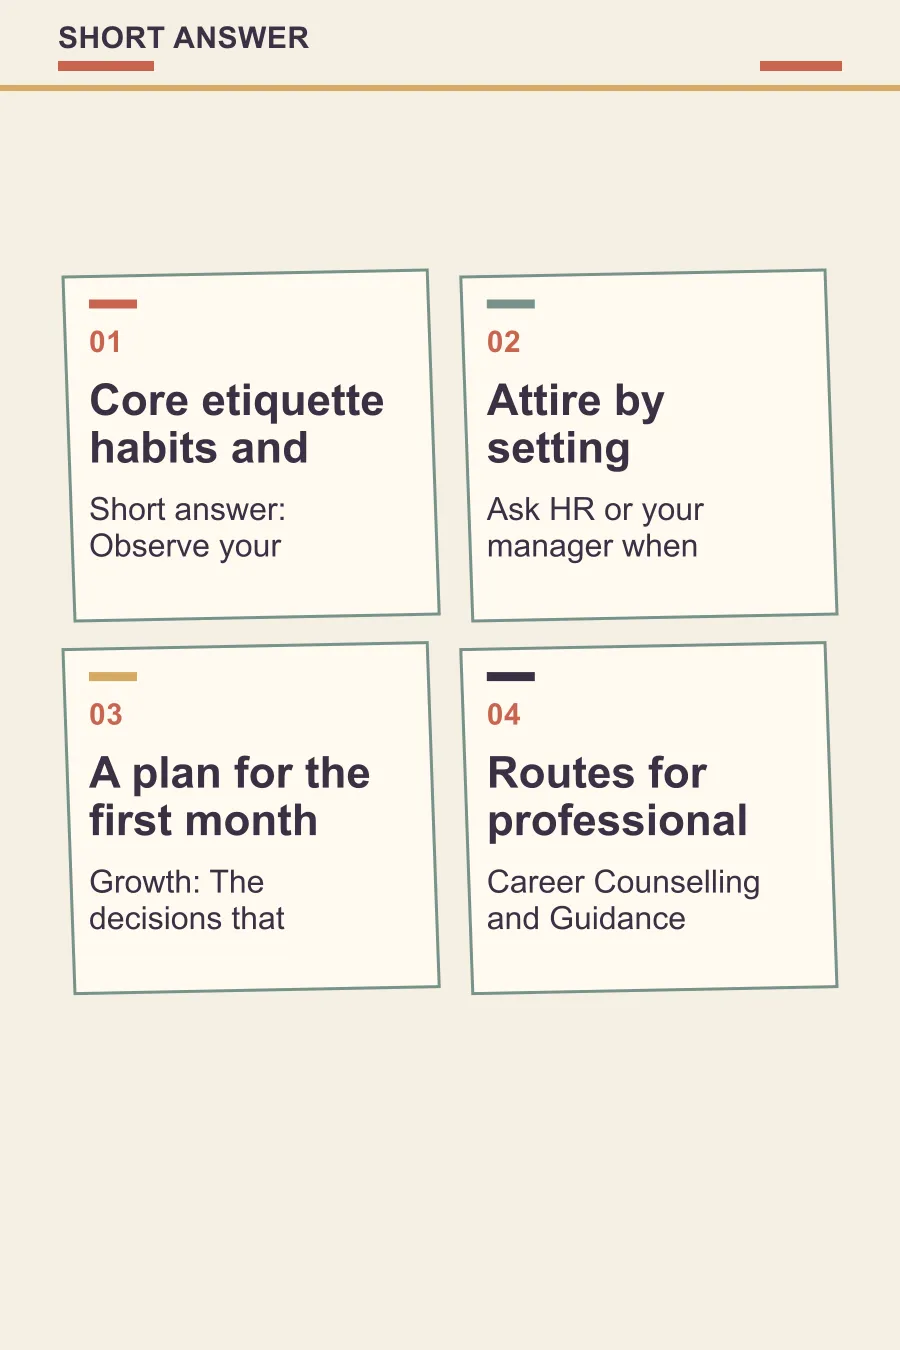 SHORT ANSWER
01
Core etiquette
habits and
Short answer:
Observe your
02
Attire by
setting
Ask HR or your
manager when
03
A plan for the
first month
Growth: The
decisions that
04
Routes for
professional
Career Counselling
and Guidance